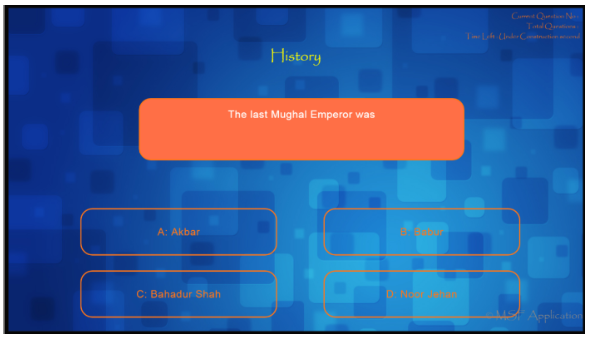 Current Question No :
Total Questions :
Time Left :Under Construction second
History
The last Mughal Emperor was
A: Akbar
B: Babur
C: Bahadur Shah
D: Noor Jehan
© M.S.F Application